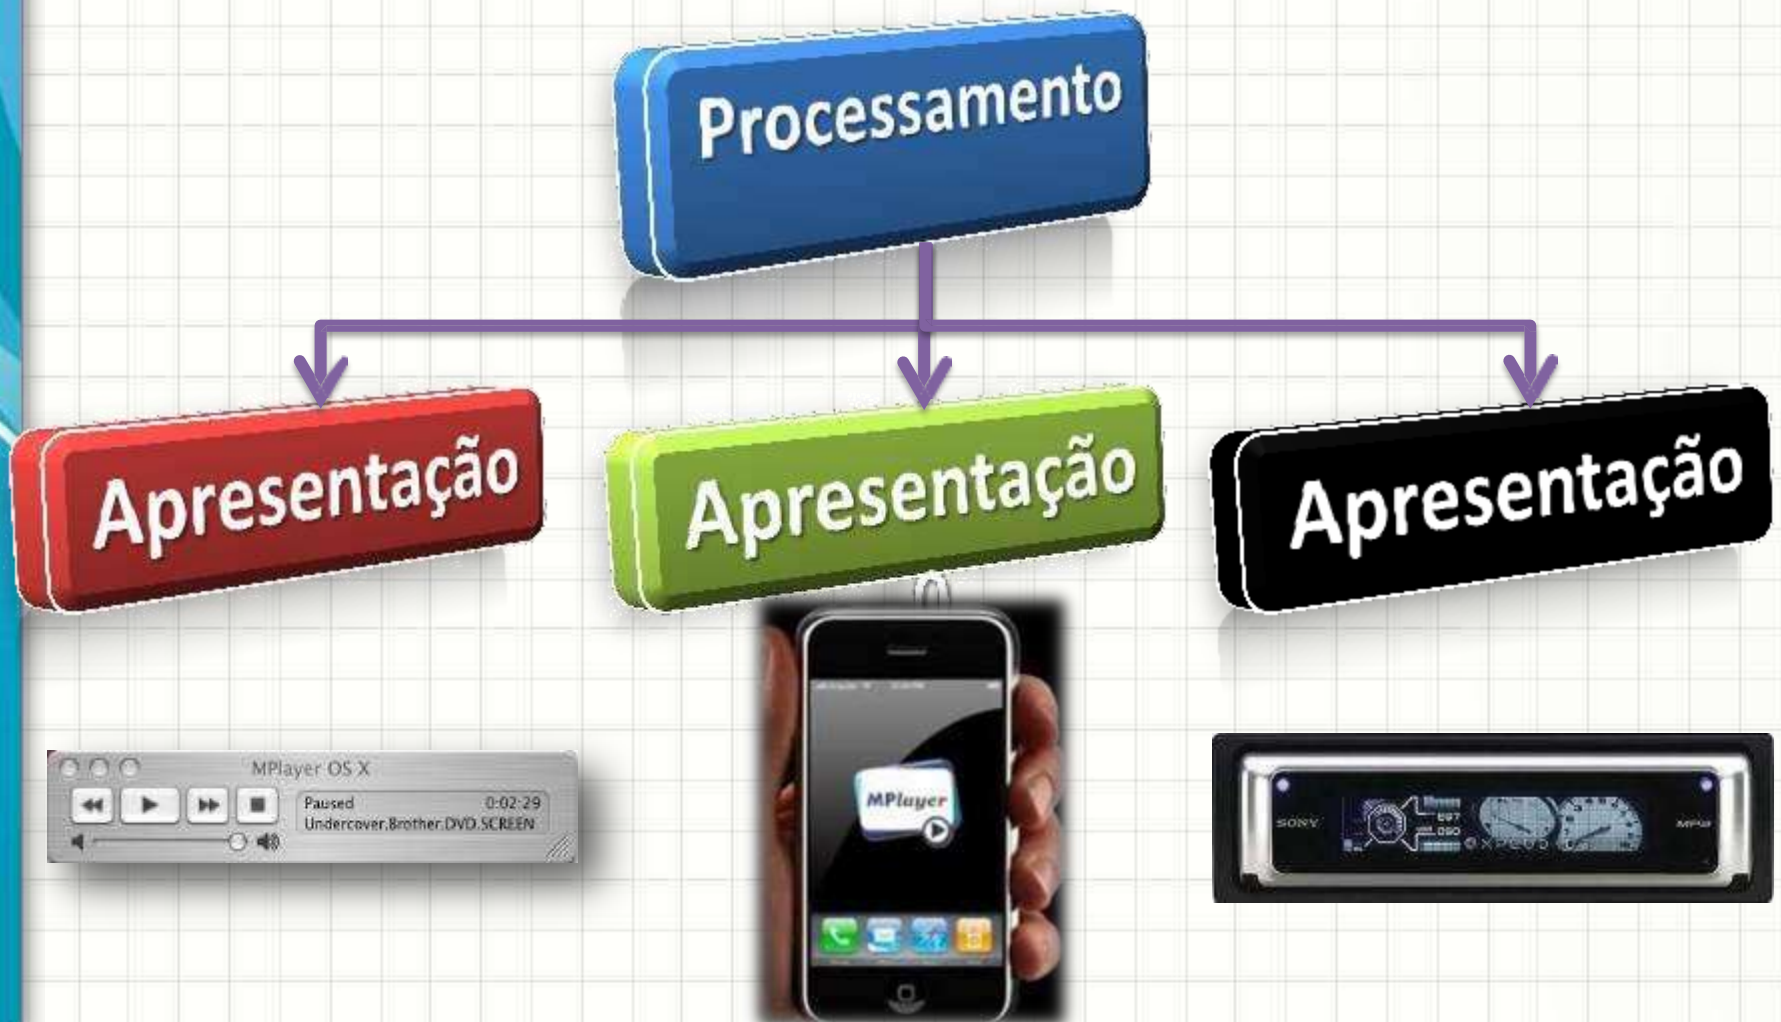 Processamento
Apresentação
Apresentação
Apresentação
MPlayer OS X
Paused 0:02:29
Undercover.Brother.DVD.SCREEN
MPlayer
SONY